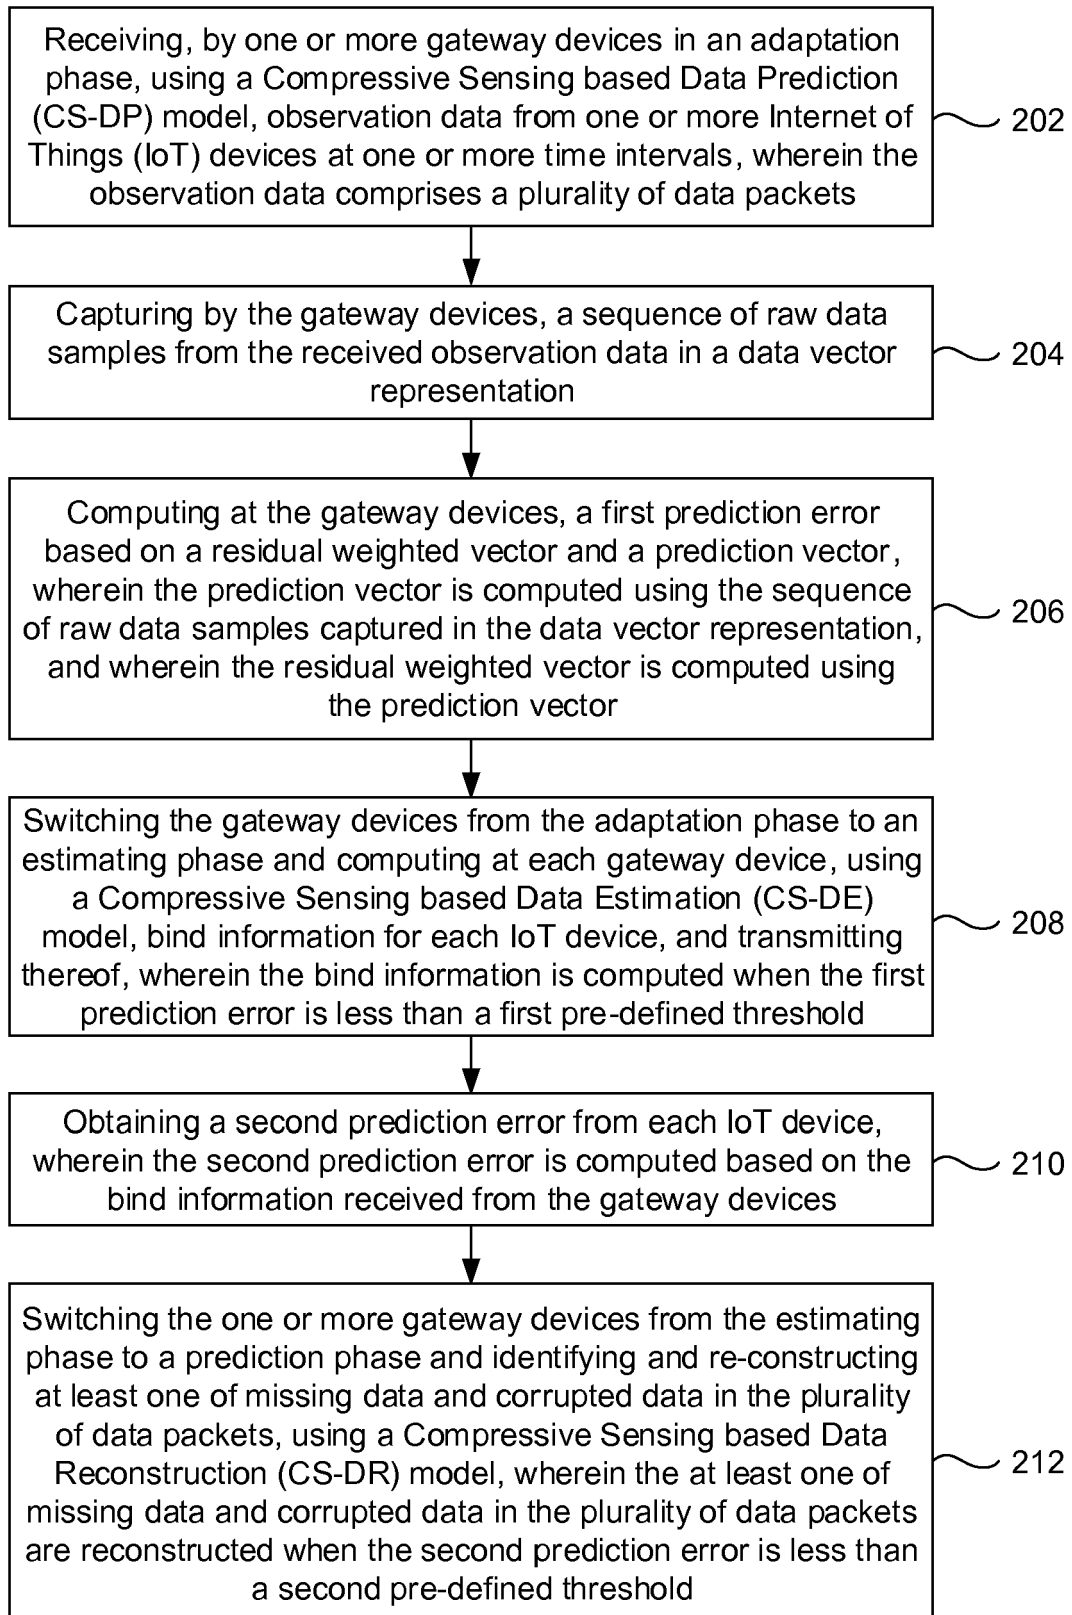 Receiving, by one or more gateway devices in an adaptation
phase, using a Compressive Sensing based Data Prediction
(CS-DP) model, observation data from one or more Internet of
Things (IoT) devices at one or more time intervals, wherein the
observation data comprises a plurality of data packets
202
Capturing by the gateway devices, a sequence of raw data
samples from the received observation data in a data vector
representation
204
Computing at the gateway devices, a first prediction error
based on a residual weighted vector and a prediction vector,
wherein the prediction vector is computed using the sequence
of raw data samples captured in the data vector representation,
and wherein the residual weighted vector is computed using
the prediction vector
206
Switching the gateway devices from the adaptation phase to an
estimating phase and computing at each gateway device, using
a Compressive Sensing based Data Estimation (CS-DE)
model, bind information for each IoT device, and transmitting
thereof, wherein the bind information is computed when the first
prediction error is less than a first pre-defined threshold
208
Obtaining a second prediction error from each IoT device,
wherein the second prediction error is computed based on the
bind information received from the gateway devices
210
Switching the one or more gateway devices from the estimating
phase to a prediction phase and identifying and re-constructing
at least one of missing data and corrupted data in the plurality
of data packets, using a Compressive Sensing based Data
Reconstruction (CS-DR) model, wherein the at least one of
missing data and corrupted data in the plurality of data packets
are reconstructed when the second prediction error is less than
a second pre-defined threshold
212